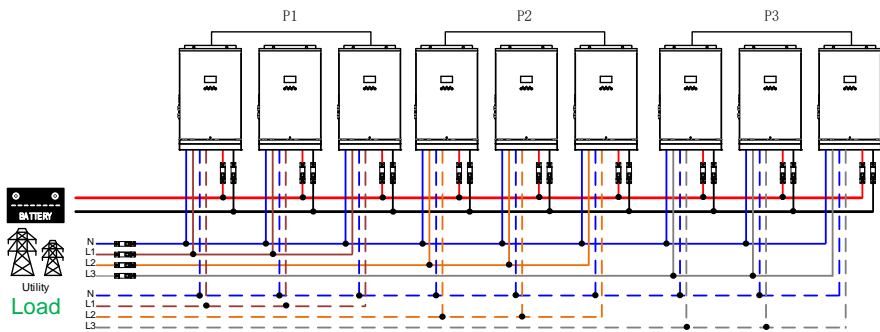 P1 P2 P3
BATTERY
N
L1
L2
L3
Utility
Load
N
L1
L2
L3